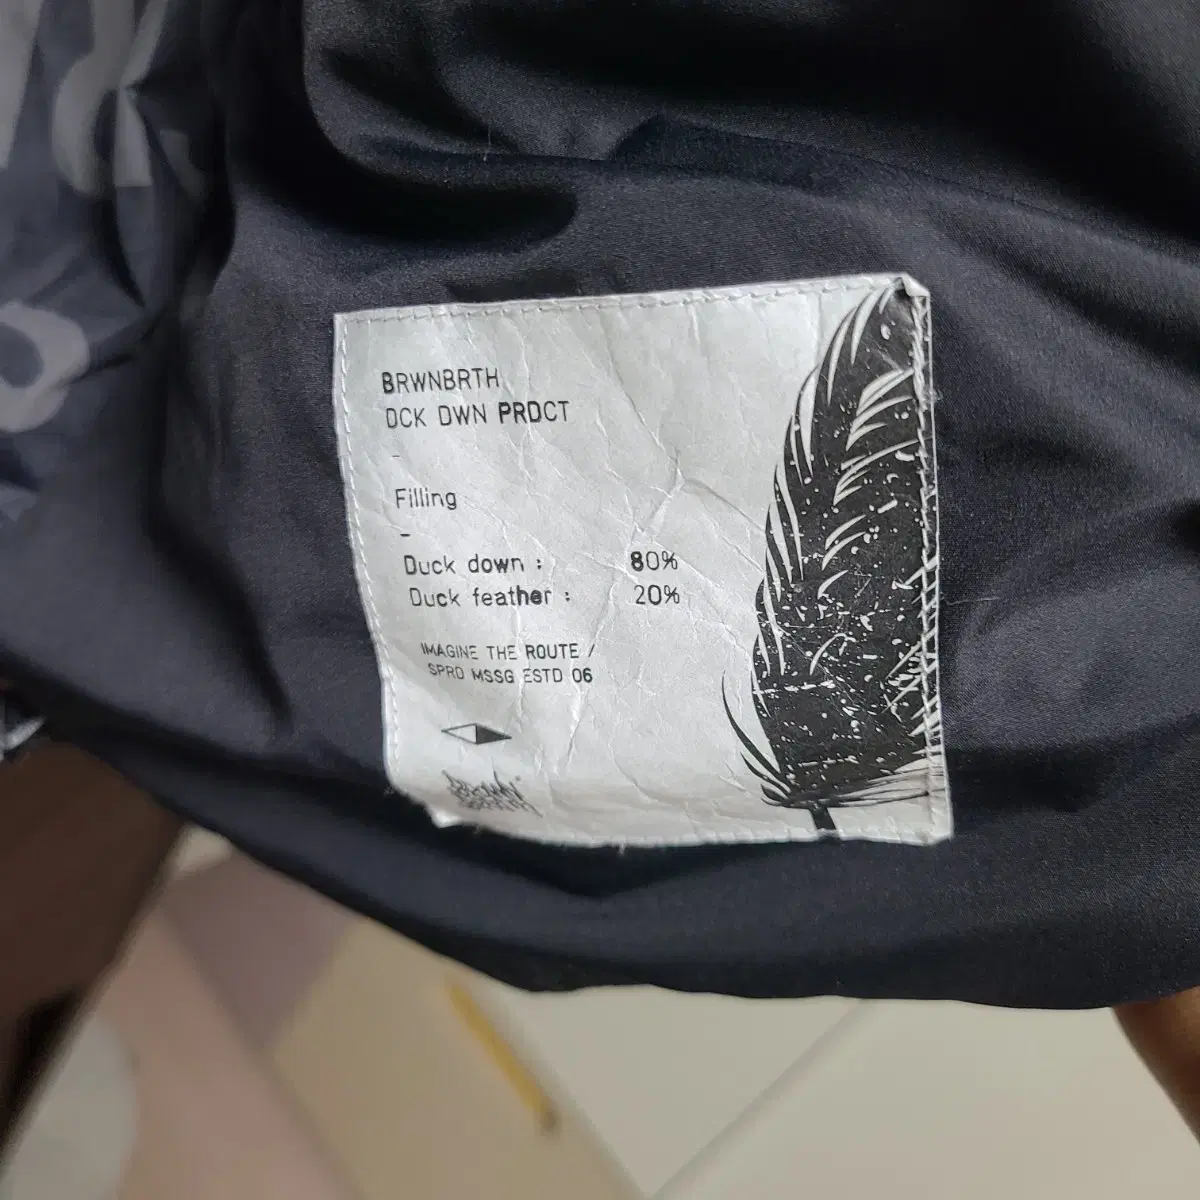 BRWNBRTH
DCK DWN PRDCT
-
Filling
-
Duck down : 80%
Duck feather : 20%
IMAGINE THE ROUTE /
SPRD MSSG ESTD 06